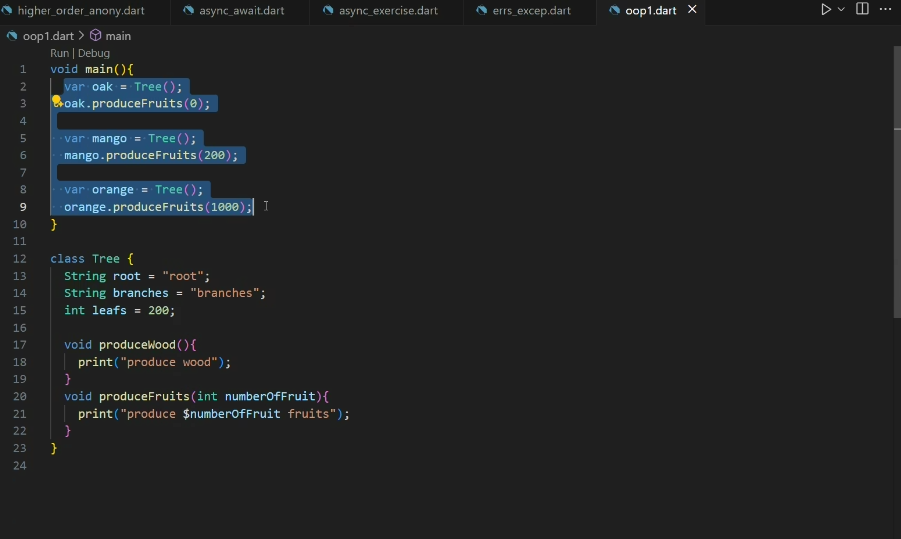 higher_order_anony.dart async_await.dart async_exercise.dart errs_excep.dart oop1.dart
oop1.dart > main
Run | Debug
1 void main(){
2 var oak = Tree();
3 oak.produceFruits(0);
4
5 var mango = Tree();
6 mango.produceFruits(200);
7
8 var orange = Tree();
9 orange.produceFruits(1000);
10 }
11
12 class Tree {
13 String root = "root";
14 String branches = "branches";
15 int leafs = 200;
16
17 void produceWood(){
18 print("produce wood");
19 }
20 void produceFruits(int numberOfFruit){
21 print("produce $numberOfFruit fruits");
22 }
23 }
24